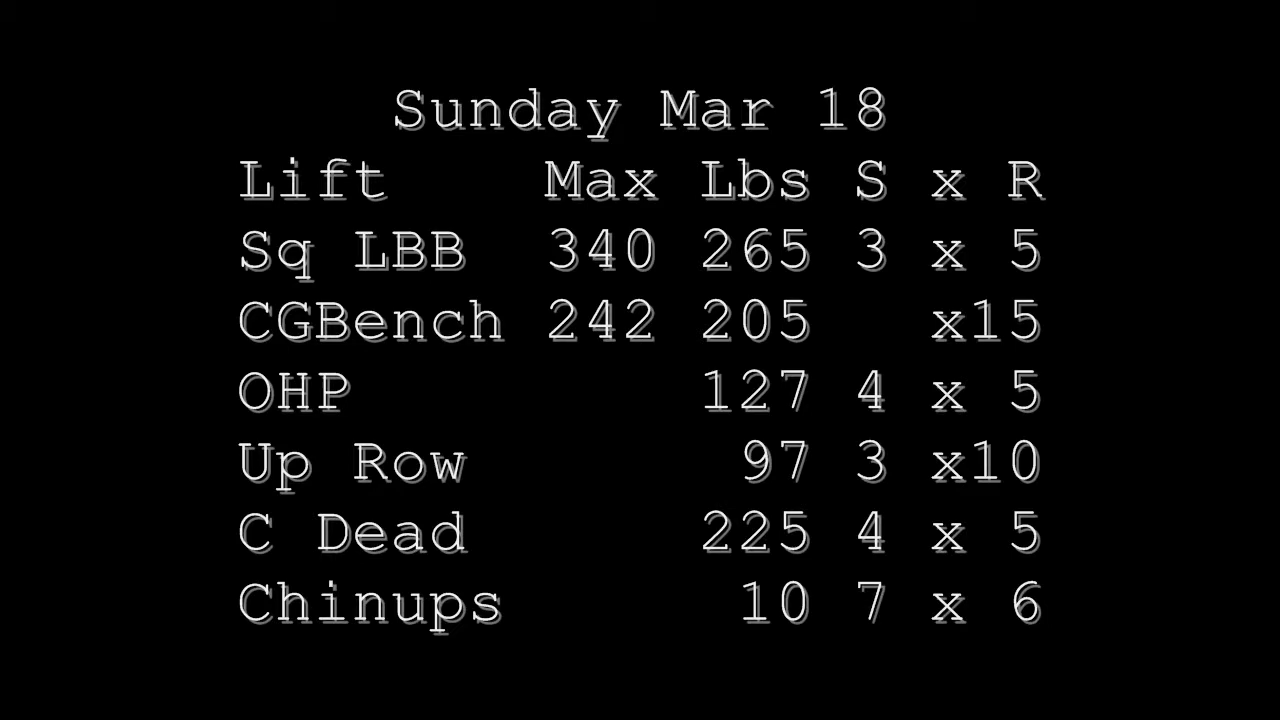 Sunday Mar 18
Lift    Max Lbs S x R
Sq LBB  340 265 3 x 5
CGBench 242 205   x15
OHP         127 4 x 5
Up Row       97 3 x10
C Dead      225 4 x 5
Chinups      10 7 x 6